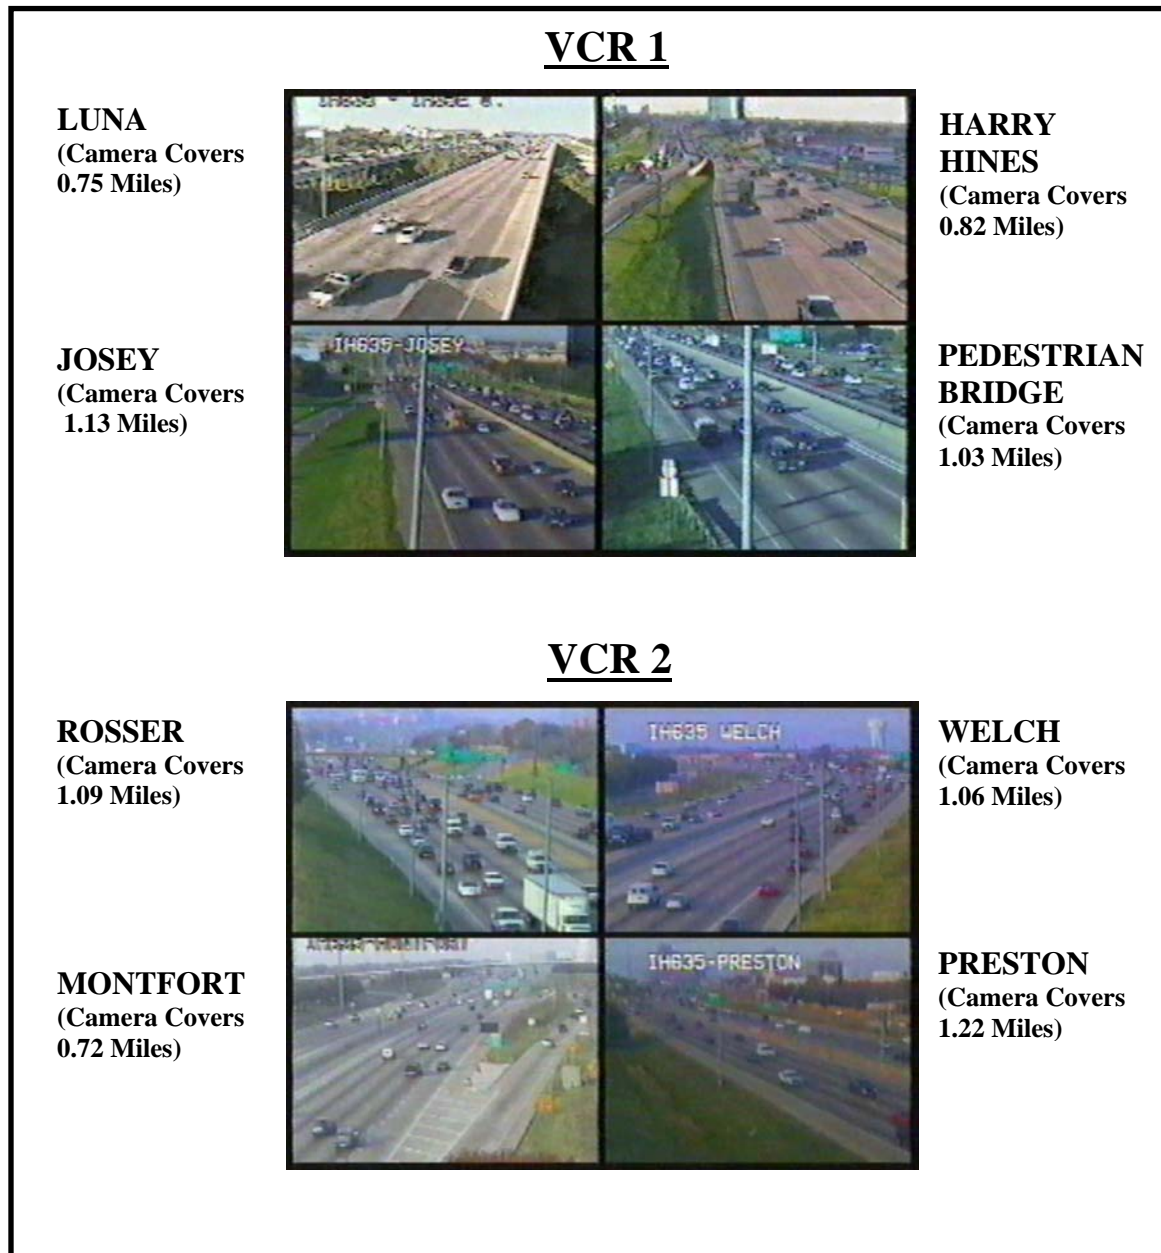 VCR 1
LUNA
(Camera Covers
0.75 Miles)
HARRY
HINES
(Camera Covers
0.82 Miles)
JOSEY
(Camera Covers
1.13 Miles)
PEDESTRIAN
BRIDGE
(Camera Covers
1.03 Miles)
IH635-JOSEY
VCR 2
ROSSER
(Camera Covers
1.09 Miles)
IH635 WELCH
WELCH
(Camera Covers
1.06 Miles)
MONTFORT
(Camera Covers
0.72 Miles)
IH635-PRESTON
PRESTON
(Camera Covers
1.22 Miles)